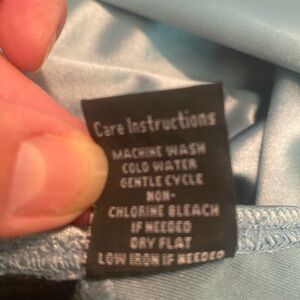 Care Instructions
MACHINE WASH
COLD WATER
GENTLE CYCLE
NON-
CHLORINE BLEACH
IF NEEDED
DRY FLAT
LOW IRON IF NEEDED